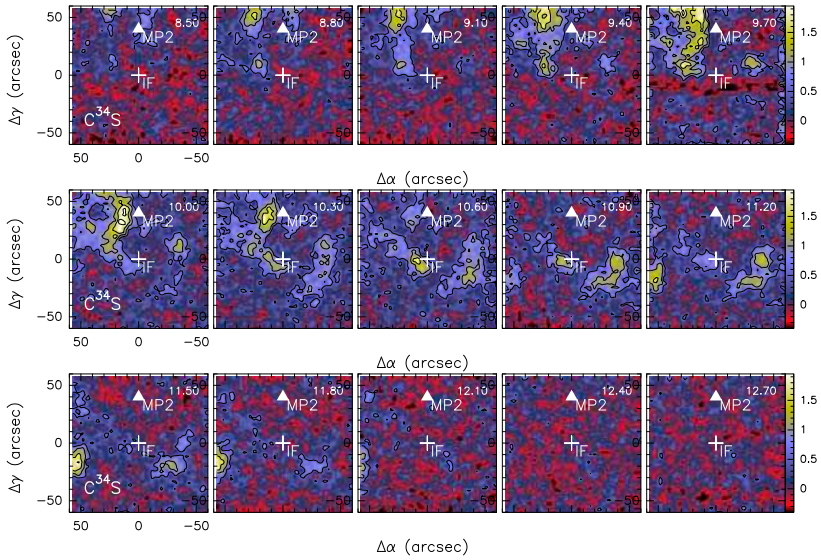 8.50 8.80 9.10 9.40 9.70
MP2 MP2 MP2 MP2 MP2
IF IF IF IF IF
C³⁴S
Δγ (arcsec)
50
0
−50
50 0 −50
1.5
1
0.5
0
Δα (arcsec)
10.00 10.30 10.60 10.90 11.20
MP2 MP2 MP2 MP2 MP2
IF IF IF IF IF
C³⁴S
Δγ (arcsec)
50
0
−50
50 0 −50
1.5
1
0.5
0
Δα (arcsec)
11.50 11.80 12.10 12.40 12.70
MP2 MP2 MP2 MP2 MP2
IF IF IF IF IF
C³⁴S
Δγ (arcsec)
50
0
−50
50 0 −50
1.5
1
0.5
0
Δα (arcsec)